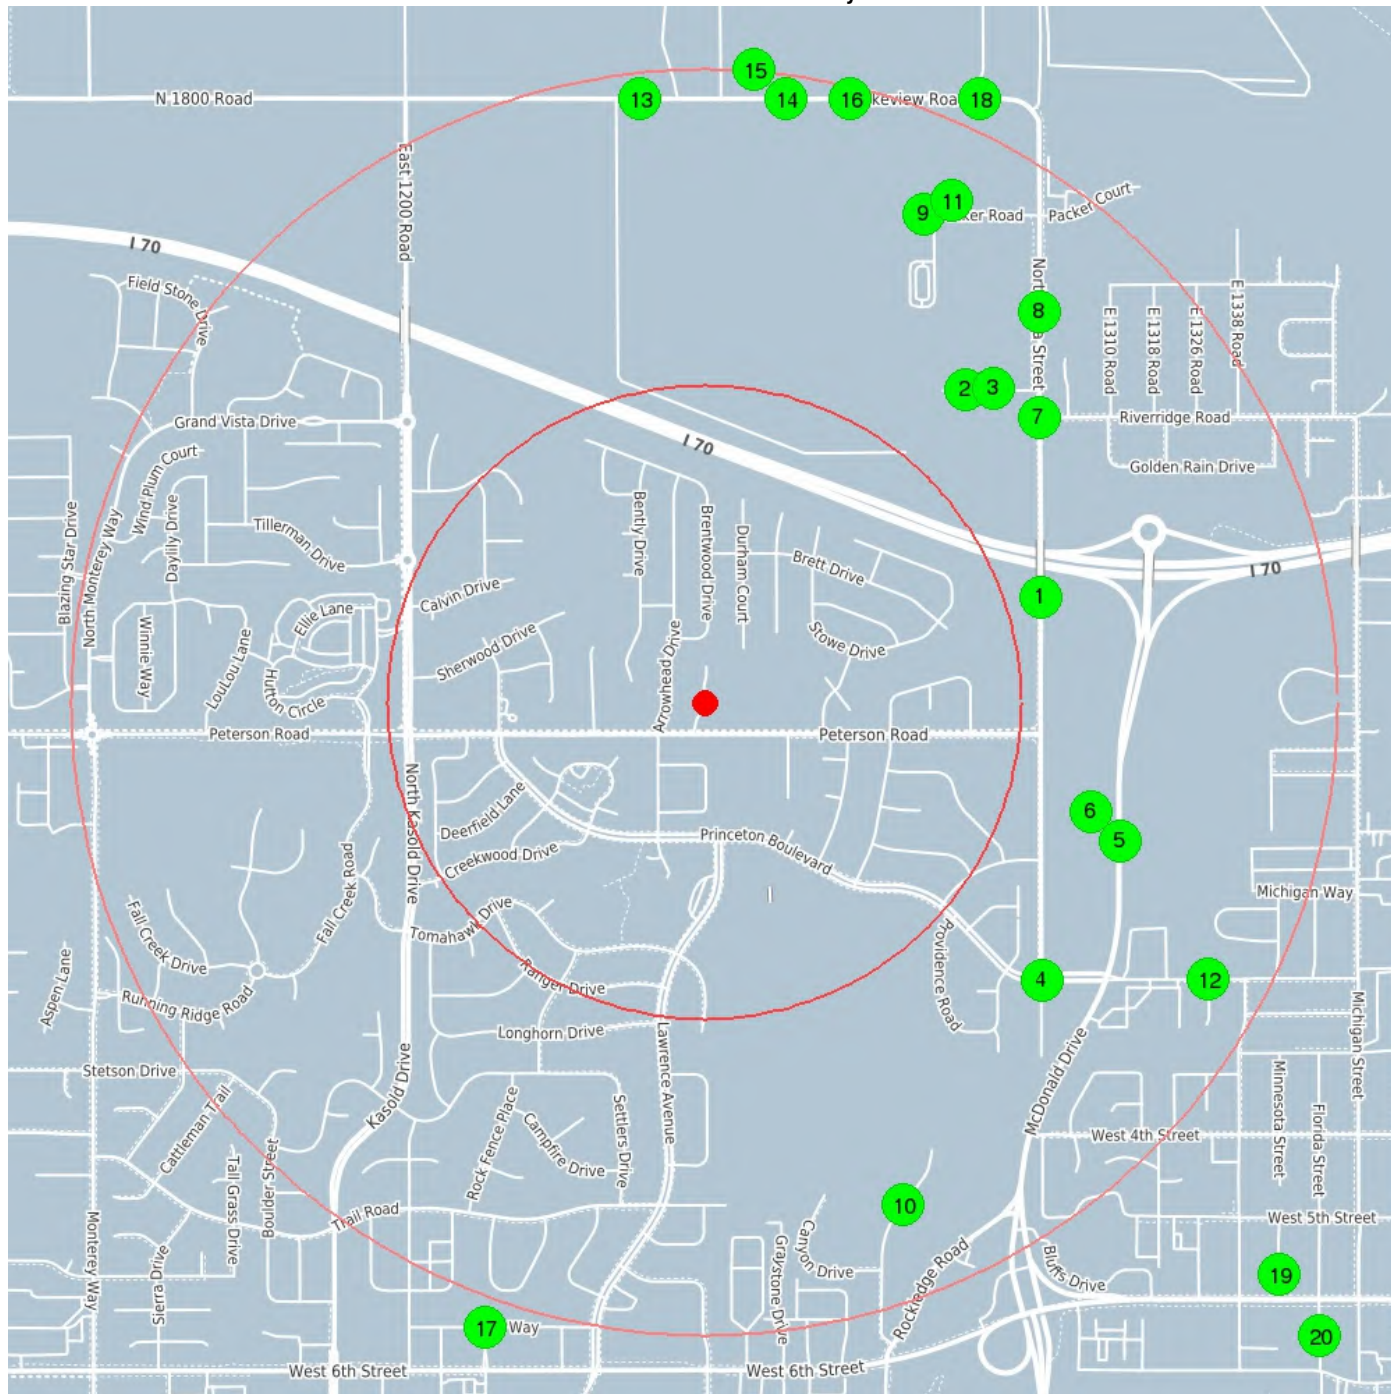 15
13
14
16
18
N 1800 Road
keview Roa
East 1200 Road
9
11
ker Road
Packer Court
I 70
Field Stone Drive
8
Nort
a Street
E 1310 Road
E 1318 Road
E 1326 Road
E 1338 Road
2
3
7
Grand Vista Drive
Riverridge Road
I 70
Wind Plum Court
Golden Rain Drive
Blazing Star Drive
North Monterey Way
Daylily Drive
Tillerman Drive
Bently Drive
Brentwood Drive
Durham Court
Brett Drive
I 70
Calvin Drive
1
Ellie Lane
Winnie Way
LouLou Lane
Sherwood Drive
Arrowhead Drive
Stowe Drive
Hutton Circle
Peterson Road
Peterson Road
North Kasold Drive
Deerfield Lane
6
5
Princeton Boulevard
Creekwood Drive
Michigan Way
Fall Creek Road
Fall Creek Drive
Tomahawk Drive
Providence Road
Aspen Lane
Ranger Drive
4
12
Running Ridge Road
Longhorn Drive
Lawrence Avenue
Michigan Street
Stetson Drive
Kasold Drive
McDonald Drive
Minnesota Street
Cattleman Trail
Rock Fence Place
Campfire Drive
Settlers Drive
Florida Street
West 4th Street
Tall Grass Drive
Boulder Street
10
Trail Road
West 5th Street
Monterey Way
Sierra Drive
Canyon Drive
Graystone Drive
Rockledge Road
Bluffs Drive
19
17
Way
20
West 6th Street
West 6th Street